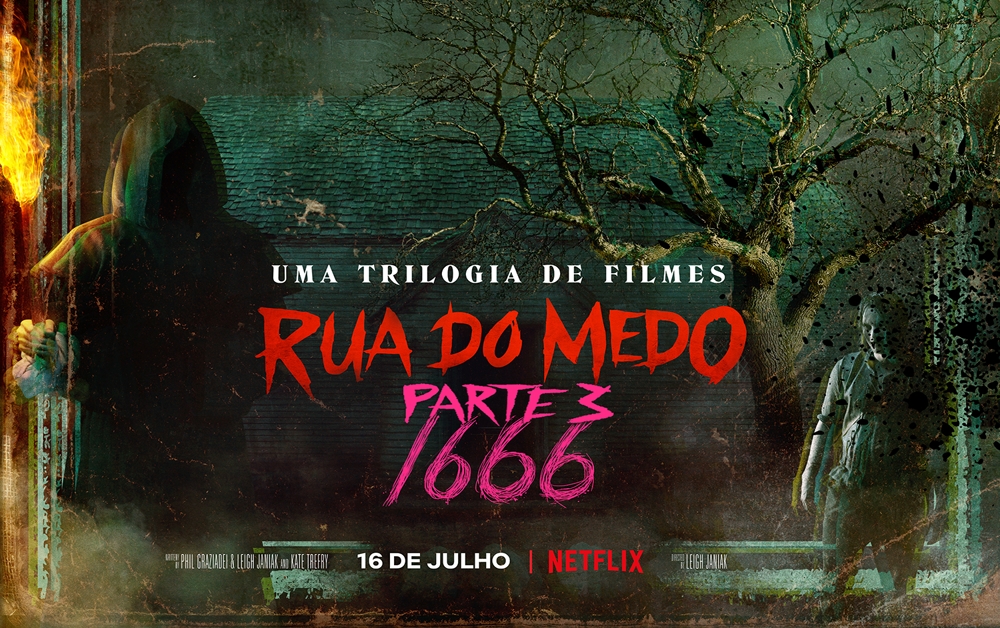 UMA TRILOGIA DE FILMES
RUA DO MEDO
PARTE 3
1666
WRITTEN BY PHIL GRAZIADEI & LEIGH JANIAK AND KATE TREFRY
16 DE JULHO | NETFLIX
DIRECTED BY LEIGH JANIAK